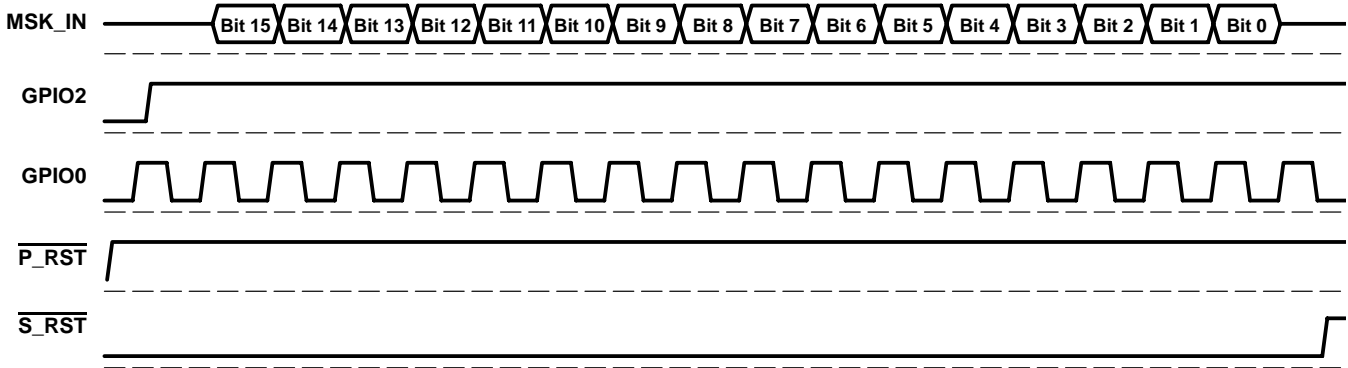 MSK_IN Bit 15 Bit 14 Bit 13 Bit 12 Bit 11 Bit 10 Bit 9 Bit 8 Bit 7 Bit 6 Bit 5 Bit 4 Bit 3 Bit 2 Bit 1 Bit 0
GPIO2
GPIO0
P_RST
S_RST